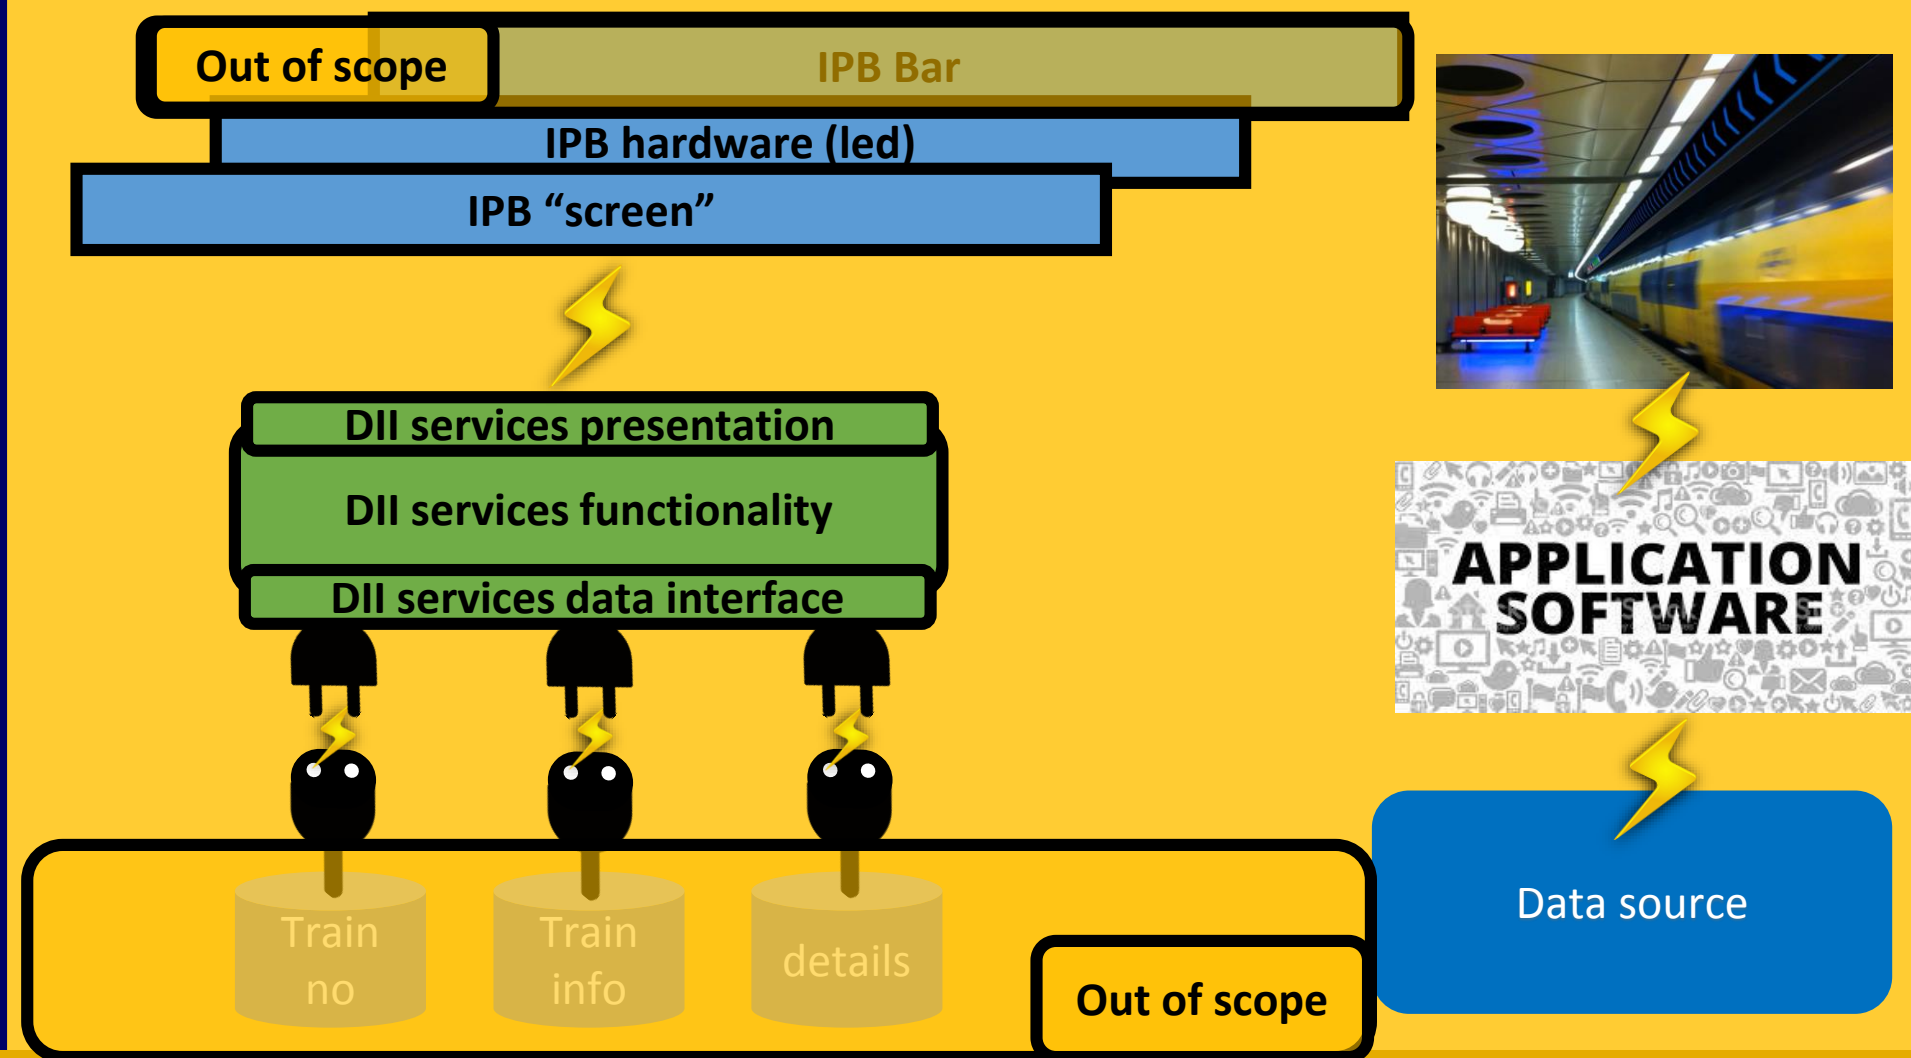 Out of scope
IPB Bar
IPB hardware (led)
IPB “screen”
DII services presentation
DII services functionality
DII services data interface
APPLICATION
SOFTWARE
Train
no
Train
info
details
Data source
Out of scope